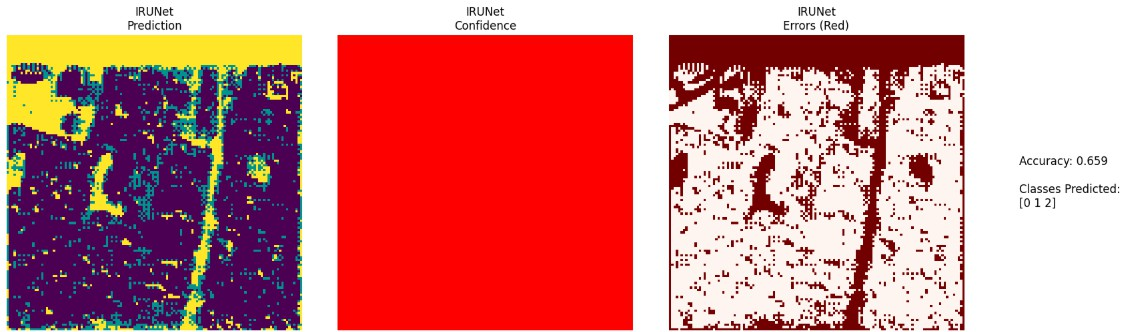 IRUNet
Prediction
IRUNet
Confidence
IRUNet
Errors (Red)
Accuracy: 0.659
Classes Predicted:
[0 1 2]